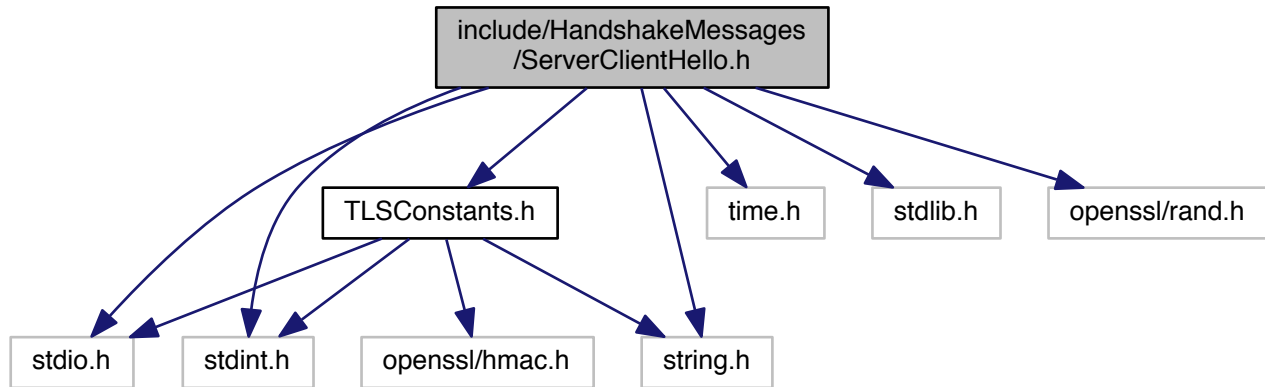 include/HandshakeMessages
/ServerClientHello.h
TLSConstants.h
time.h
stdlib.h
openssl/rand.h
stdio.h
stdint.h
openssl/hmac.h
string.h